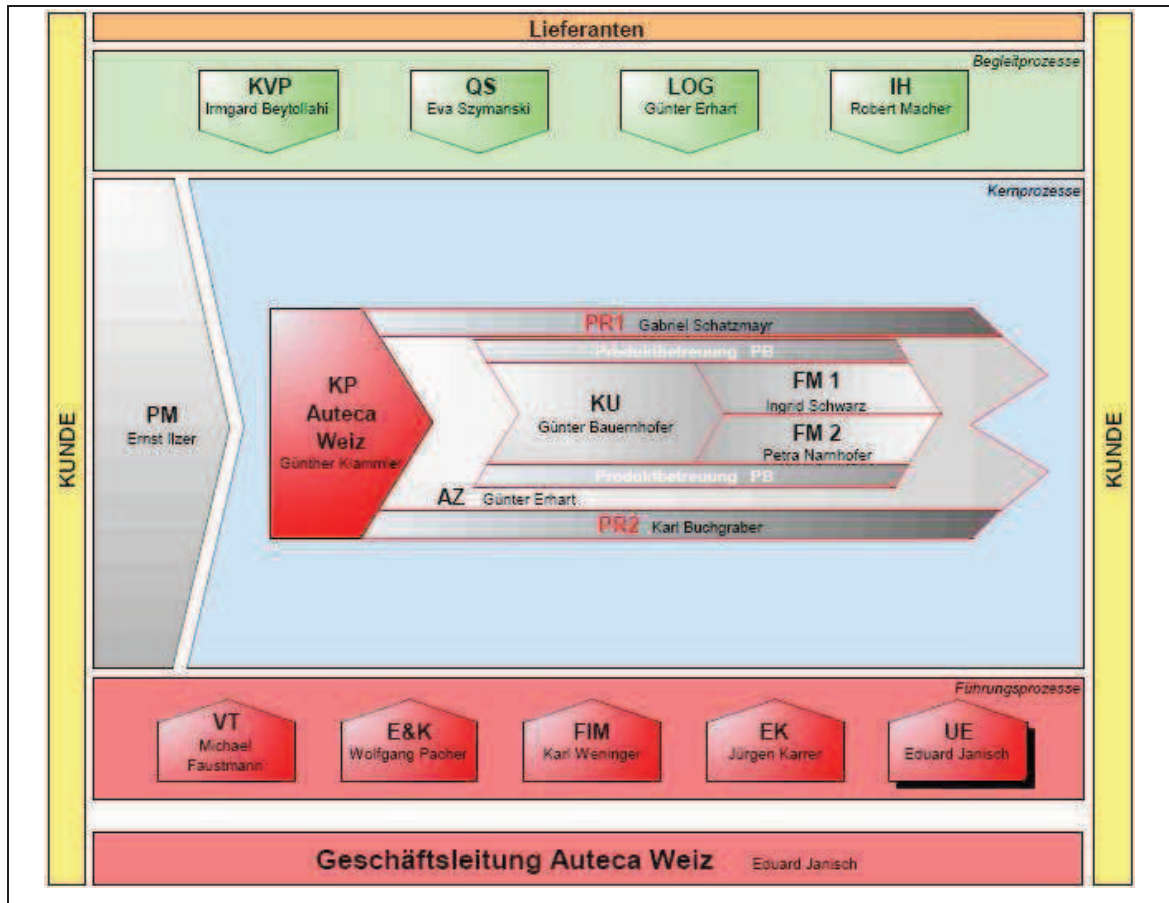 Lieferanten
KUNDE
KUNDE
Begleitprozesse
KVP
Irmgard Beytollahi
QS
Eva Szymanski
LOG
Günter Erhart
IH
Robert Macher
Kernprozesse
PM
Ernst Ilzer
KP
Auteca
Weiz
Günther Klammler
PR1 Gabriel Schatzmayr
Produktbetreuung PB
KU
Günter Bauernhofer
FM 1
Ingrid Schwarz
FM 2
Petra Narnhofer
Produktbetreuung PB
AZ Günter Erhart
PR2 Karl Buchgraber
Führungsprozesse
VT
Michael
Faustmann
E&K
Wolfgang Pacher
FIM
Karl Weninger
EK
Jürgen Karrer
UE
Eduard Janisch
Geschäftsleitung Auteca Weiz Eduard Janisch